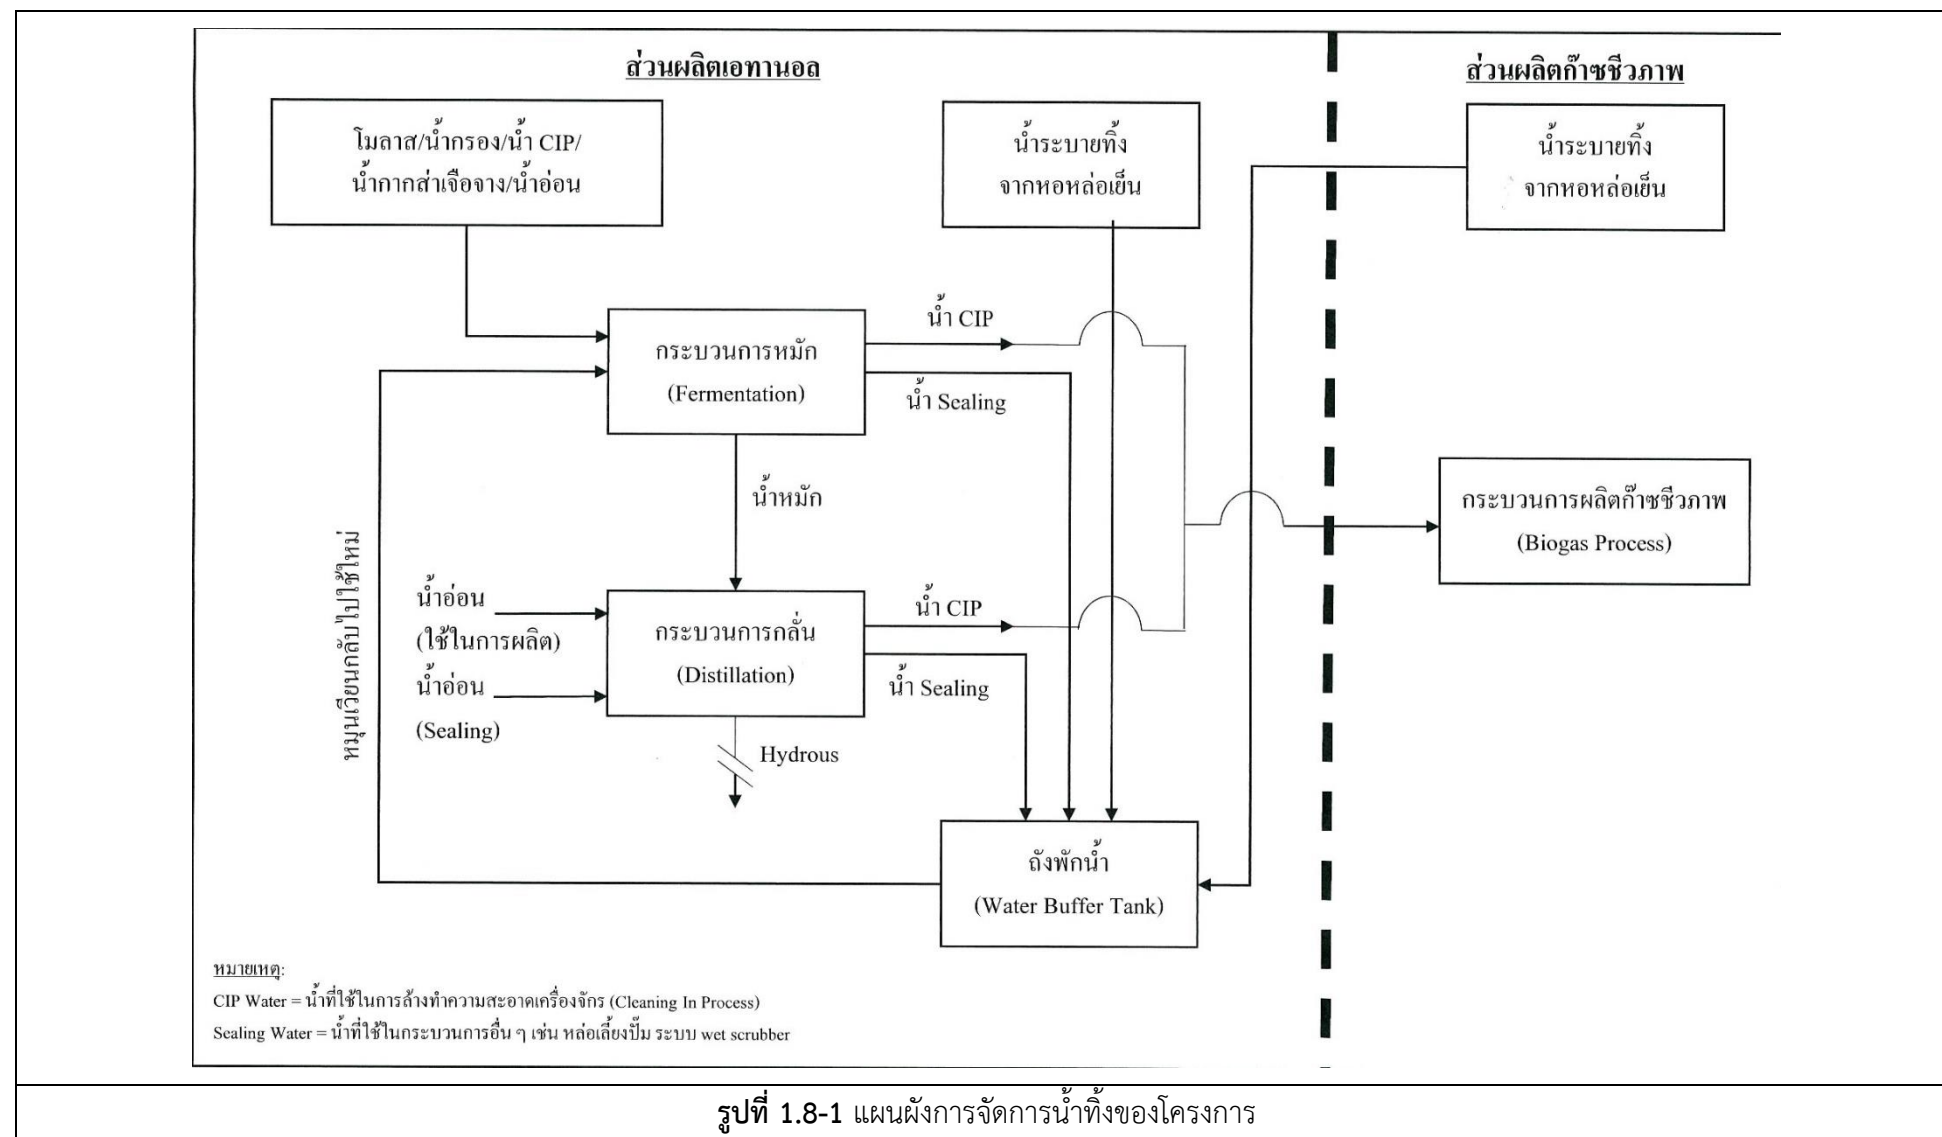 ส่วนผลิตเอทานอล
ส่วนผลิตก๊าซชีวภาพ
โมลาส/น้ำกรอง/น้ำ CIP/
น้ำกากส่าเจือจาง/น้ำอ่อน
น้ำระบายทิ้ง
จากหอหล่อเย็น
น้ำระบายทิ้ง
จากหอหล่อเย็น
กระบวนการหมัก
(Fermentation)
น้ำ CIP
น้ำ Sealing
น้ำหมัก
กระบวนการผลิตก๊าซชีวภาพ
(Biogas Process)
หมุนเวียนกลับไปใช้ใหม่
น้ำอ่อน
(ใช้ในการผลิต)
น้ำอ่อน
(Sealing)
กระบวนการกลั่น
(Distillation)
น้ำ CIP
น้ำ Sealing
Hydrous
ถังพักน้ำ
(Water Buffer Tank)
หมายเหตุ:
CIP Water = น้ำที่ใช้ในการล้างทำความสะอาดเครื่องจักร (Cleaning In Process)
Sealing Water = น้ำที่ใช้ในกระบวนการอื่น ๆ เช่น หล่อเลี้ยงปั๊ม ระบบ wet scrubber
รูปที่ 1.8-1 แผนผังการจัดการน้ำทิ้งของโครงการ